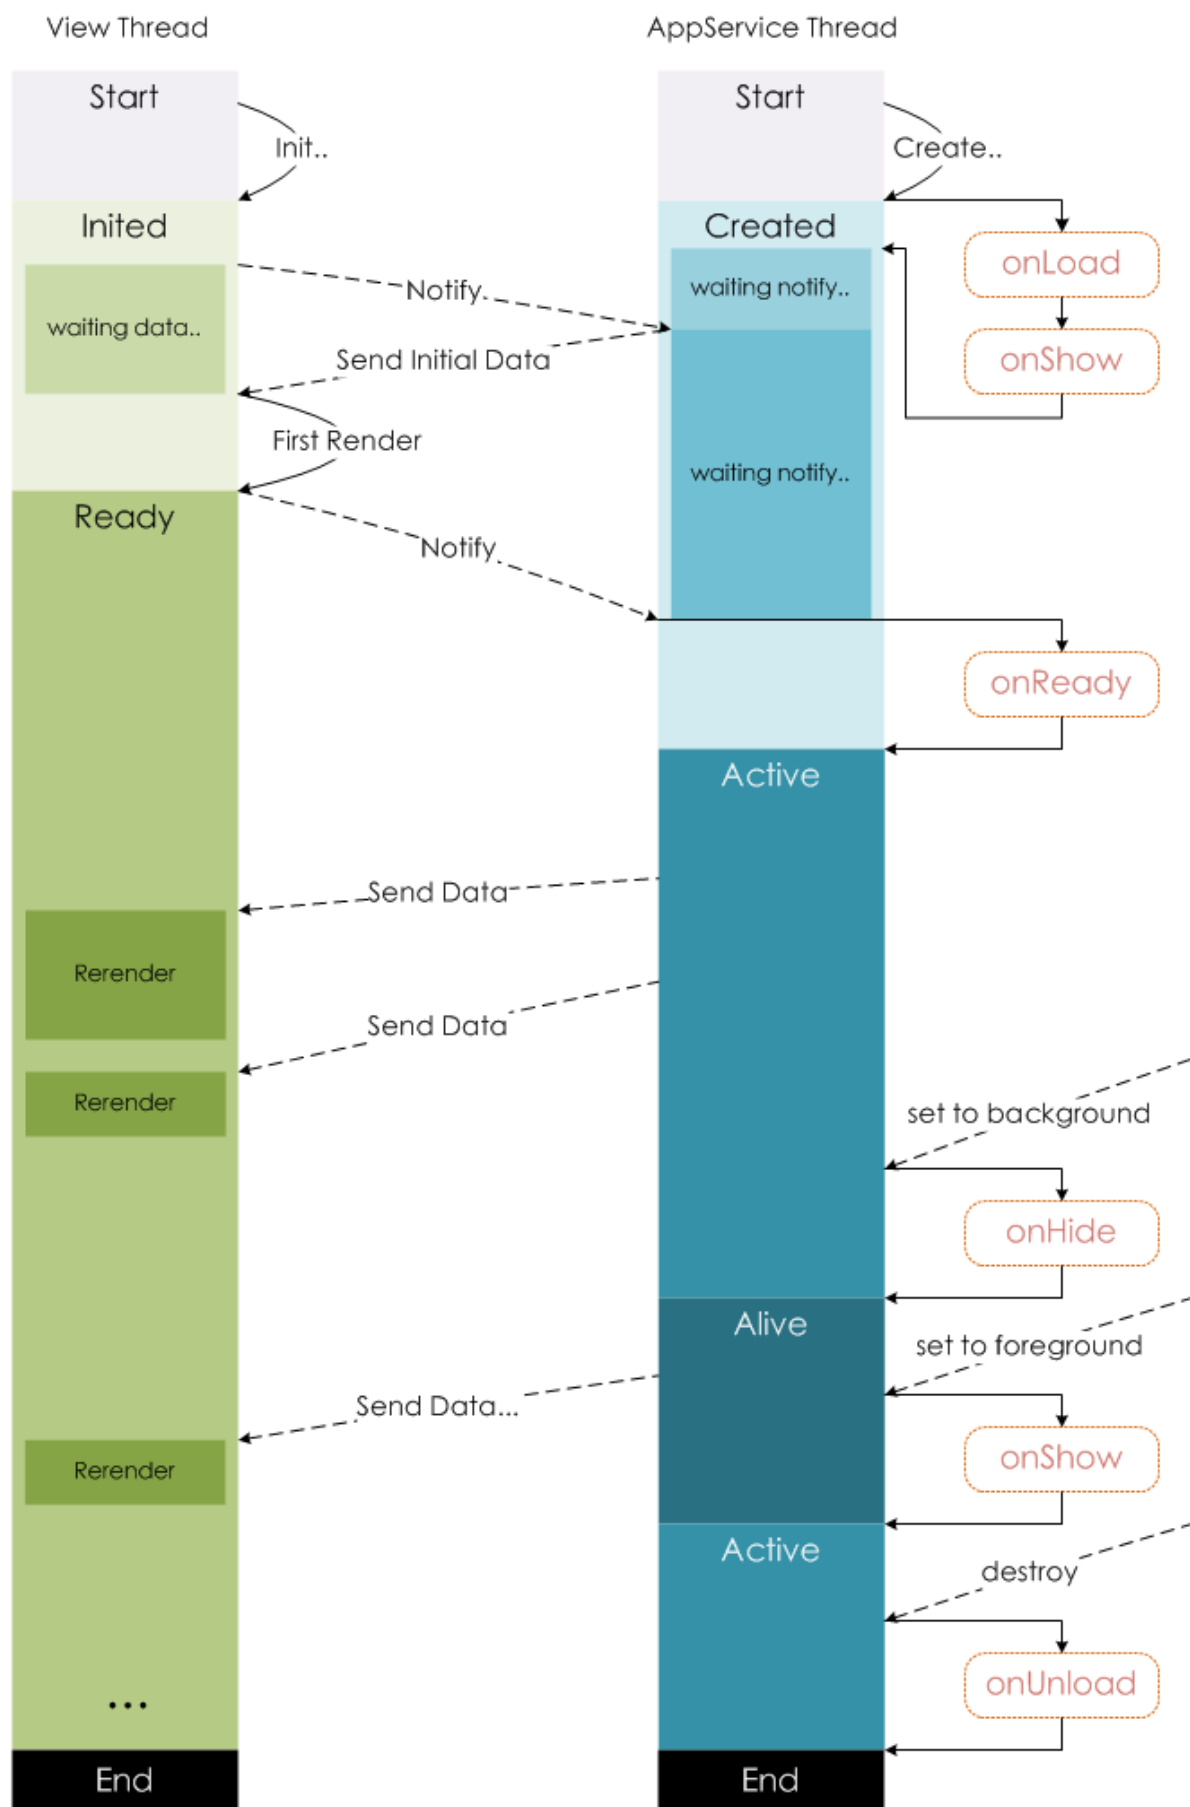 View Thread
AppService Thread
Start
Start
Init..
Create..
Inited
Created
onLoad
waiting notify..
Notify
waiting data..
Send Initial Data
onShow
First Render
waiting notify..
Ready
Notify
onReady
Active
Send Data
Rerender
Send Data
Rerender
set to background
onHide
Alive
set to foreground
Send Data...
onShow
Rerender
Active
destroy
onUnload
...
End
End